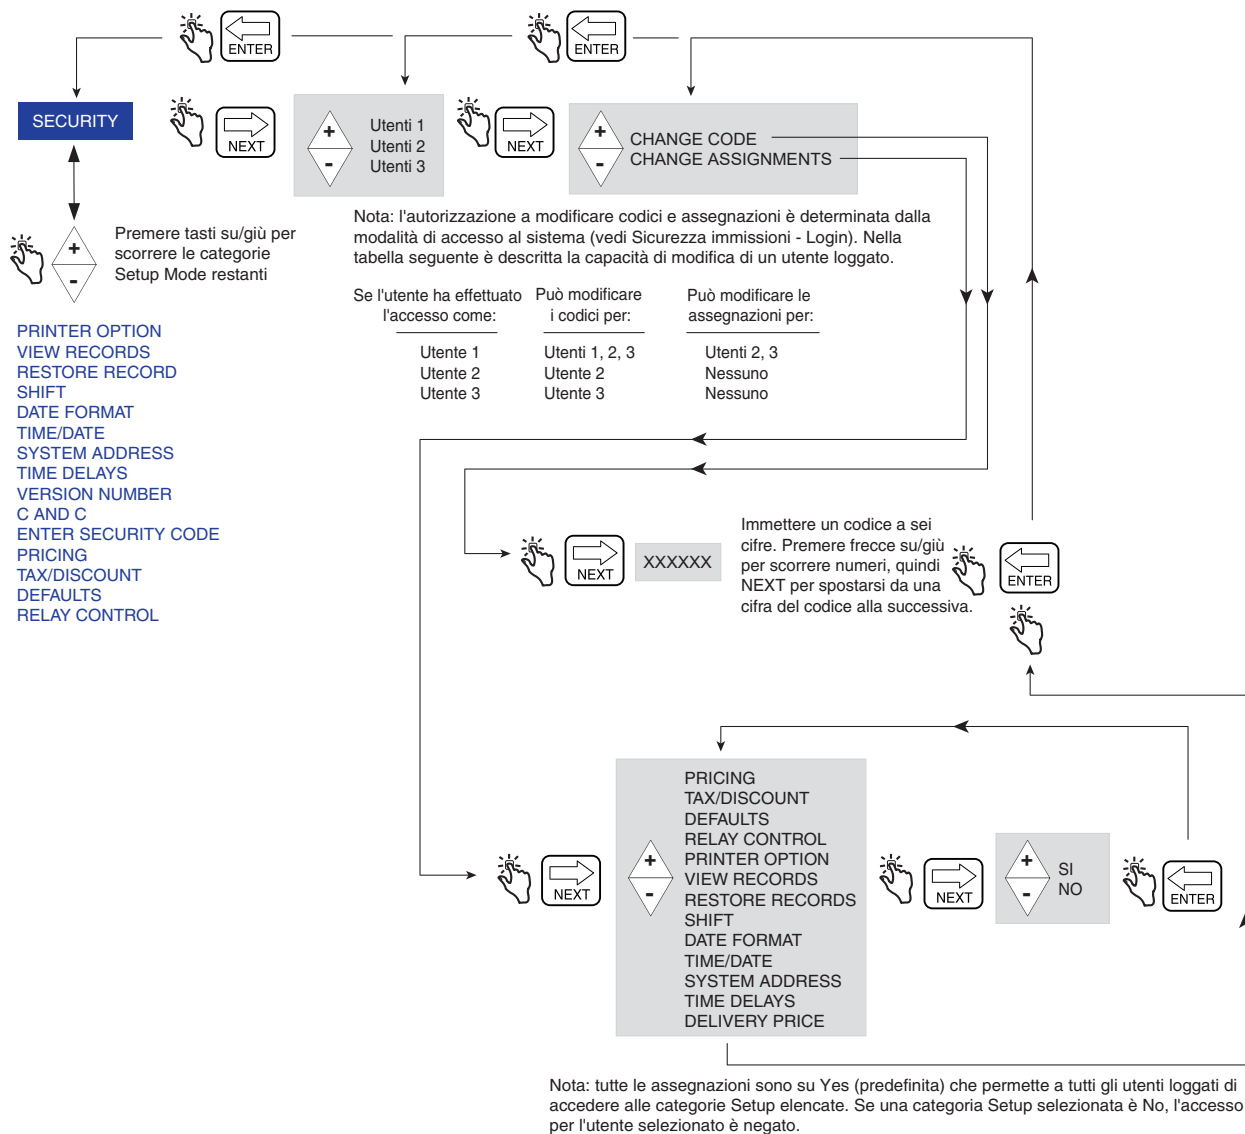 ENTER
ENTER
SECURITY
NEXT
+
-
Utenti 1
Utenti 2
Utenti 3
NEXT
+
-
CHANGE CODE
CHANGE ASSIGNMENTS
+
-
Premere tasti su/giù per
scorrere le categorie
Setup Mode restanti
Nota: l'autorizzazione a modificare codici e assegnazioni è determinata dalla
modalità di accesso al sistema (vedi Sicurezza immissioni - Login). Nella
tabella seguente è descritta la capacità di modifica di un utente loggato.
Se l'utente ha effettuato
l'accesso come:
Può modificare
i codici per:
Può modificare le
assegnazioni per:
Utente 1 Utenti 1, 2, 3 Utenti 2, 3
Utente 2 Utente 2 Nessuno
Utente 3 Utente 3 Nessuno
PRINTER OPTION
VIEW RECORDS
RESTORE RECORD
SHIFT
DATE FORMAT
TIME/DATE
SYSTEM ADDRESS
TIME DELAYS
VERSION NUMBER
C AND C
ENTER SECURITY CODE
PRICING
TAX/DISCOUNT
DEFAULTS
RELAY CONTROL
NEXT
XXXXXX
Immettere un codice a sei
cifre. Premere frecce su/giù
per scorrere numeri, quindi
NEXT per spostarsi da una
cifra del codice alla successiva.
ENTER
NEXT
+
-
PRICING
TAX/DISCOUNT
DEFAULTS
RELAY CONTROL
PRINTER OPTION
VIEW RECORDS
RESTORE RECORDS
SHIFT
DATE FORMAT
TIME/DATE
SYSTEM ADDRESS
TIME DELAYS
DELIVERY PRICE
NEXT
+
-
SI
NO
ENTER
Nota: tutte le assegnazioni sono su Yes (predefinita) che permette a tutti gli utenti loggati di
accedere alle categorie Setup elencate. Se una categoria Setup selezionata è No, l'accesso
per l'utente selezionato è negato.